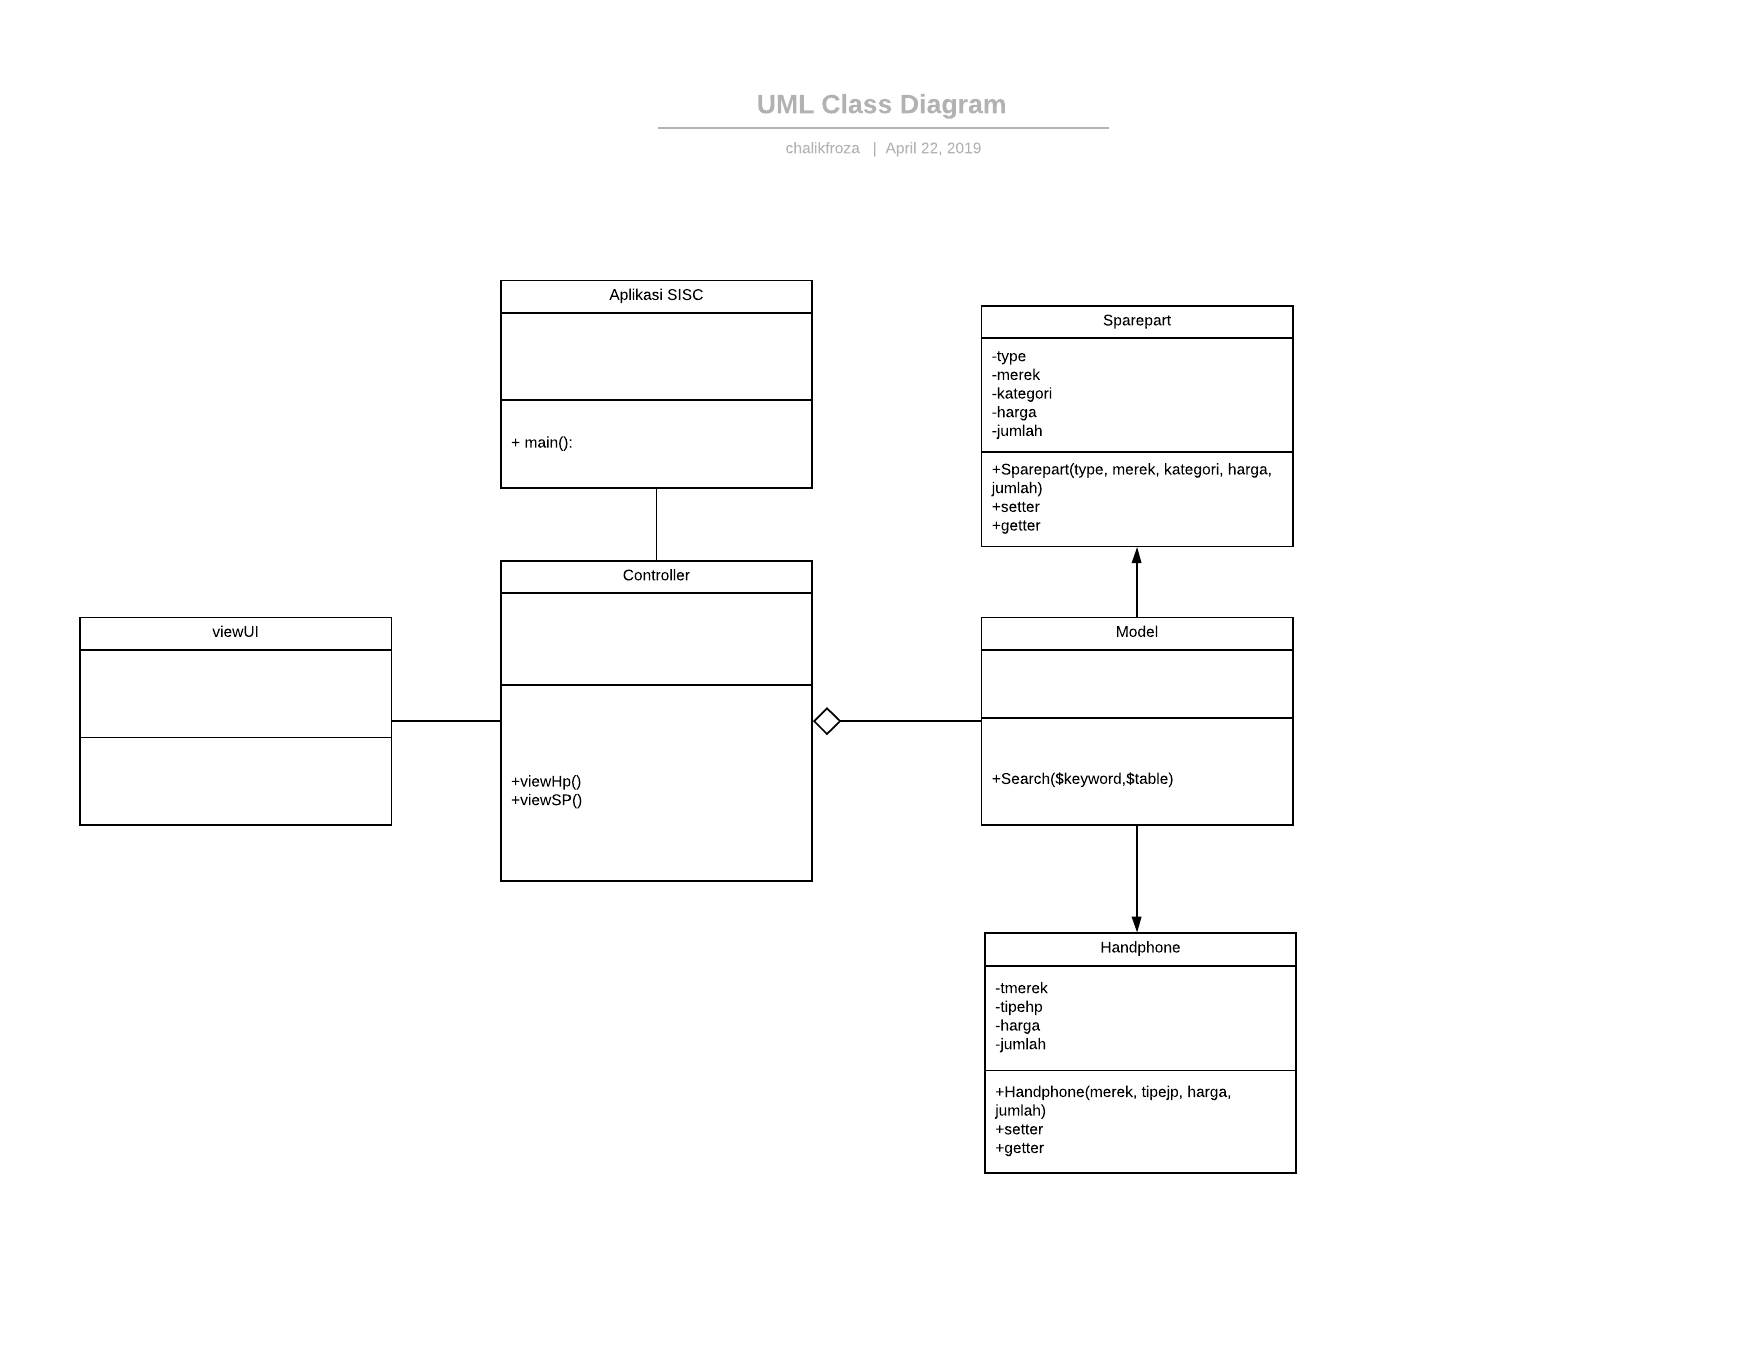 UML Class Diagram
chalikfroza | April 22, 2019
Aplikasi SISC
+ main():
Sparepart
-type
-merek
-kategori
-harga
-jumlah
+Sparepart(type, merek, kategori, harga,
jumlah)
+setter
+getter
Controller
+viewHp()
+viewSP()
viewUI
Model
+Search($keyword,$table)
Handphone
-tmerek
-tipehp
-harga
-jumlah
+Handphone(merek, tipejp, harga,
jumlah)
+setter
+getter